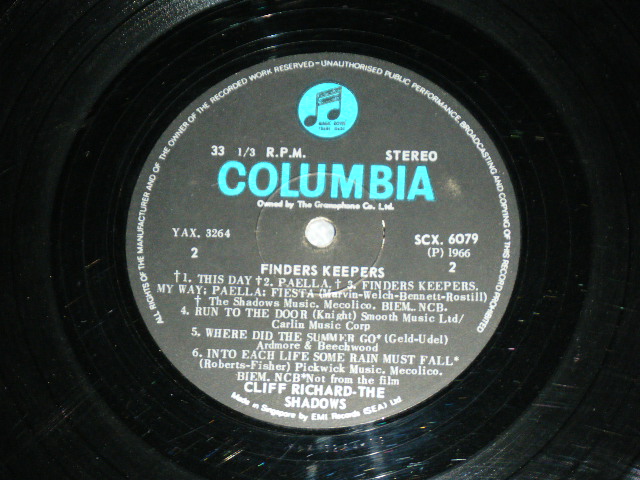 ALL RIGHTS OF THE MANUFACTURER AND OF THE OWNER OF THE RECORDED WORK RESERVED—UNAUTHORISED PUBLIC PERFORMANCE, BROADCASTING AND COPYING OF THIS RECORD PROHIBITED
33 1/3 R.P.M. STEREO
COLUMBIA
Owned by The Gramophone Co. Ltd.
YAX. 3264 SCX. 6079
(P) 1966
2 2
FINDERS KEEPERS
†1. THIS DAY †2. PAELLA. † 3. FINDERS KEEPERS.
MY WAY: PAELLA: FIESTA (Marvin-Welch-Bennett-Rostill)
† The Shadows Music. Mecolico. BIEM. NCB.
4. RUN TO THE DOOR (Knight) Smooth Music Ltd/
Carlin Music Corp
5. WHERE DID THE SUMMER GO* (Geld-Udel)
Ardmore & Beechwood
6. INTO EACH LIFE SOME RAIN MUST FALL*
(Roberts-Fisher) Pickwick Music. Mecolico.
BIEM. NCB*Not from the film
CLIFF RICHARD-THE
SHADOWS
Made in Singapore by EMI Records (SEA) Ltd